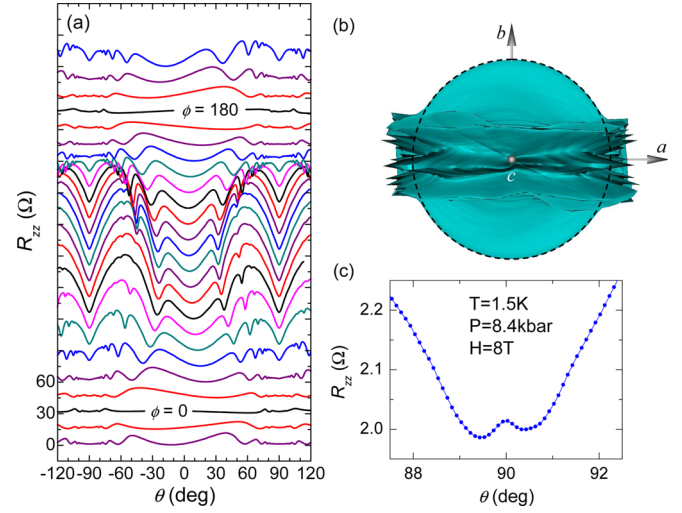 (a)
ϕ = 180
R_zz (Ω)
60
30
0
ϕ = 0
-120 -90 -60 -30 0 30 60 90 120
θ (deg)
(b)
b
a
c
(c)
2.2
2.1
2.0
R_zz (Ω)
T=1.5K
P=8.4kbar
H=8T
88 90 92
θ (deg)